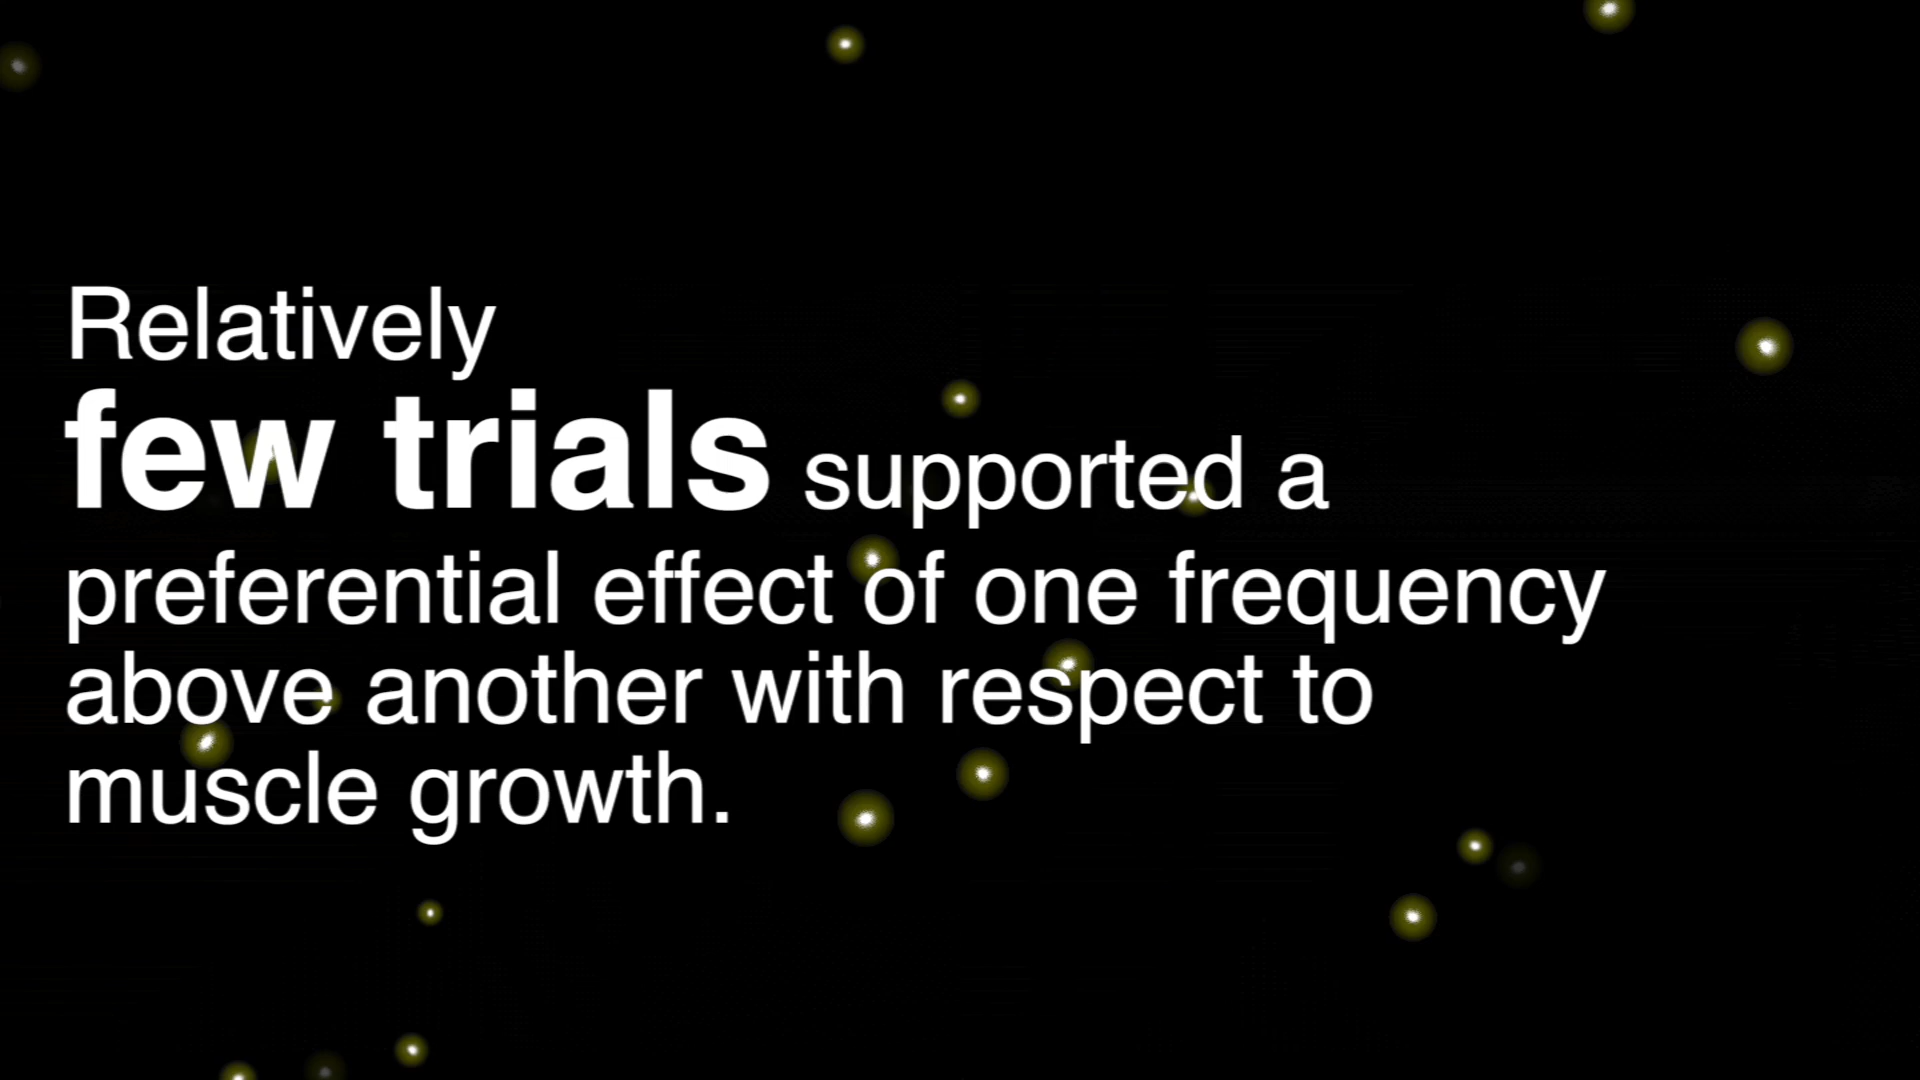 Relatively
few trials supported a
preferential effect of one frequency
above another with respect to
muscle growth.